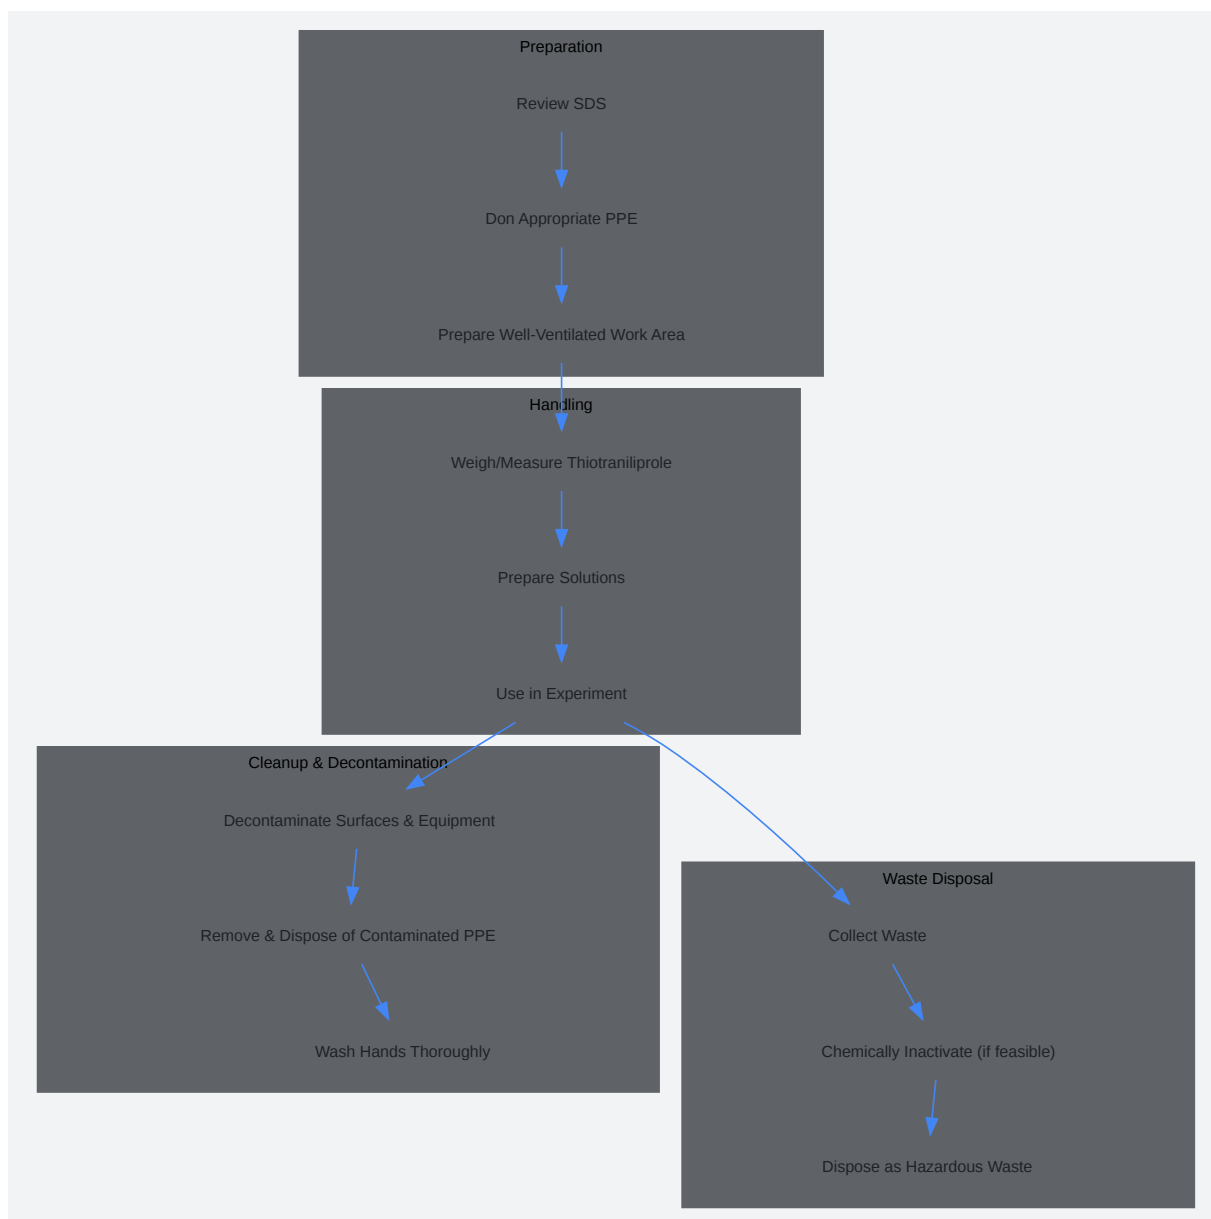 Preparation
Review SDS
Don Appropriate PPE
Prepare Well-Ventilated Work Area
Handling
Weigh/Measure Thiotraniliprole
Prepare Solutions
Use in Experiment
Cleanup & Decontamination
Decontaminate Surfaces & Equipment
Remove & Dispose of Contaminated PPE
Wash Hands Thoroughly
Waste Disposal
Collect Waste
Chemically Inactivate (if feasible)
Dispose as Hazardous Waste